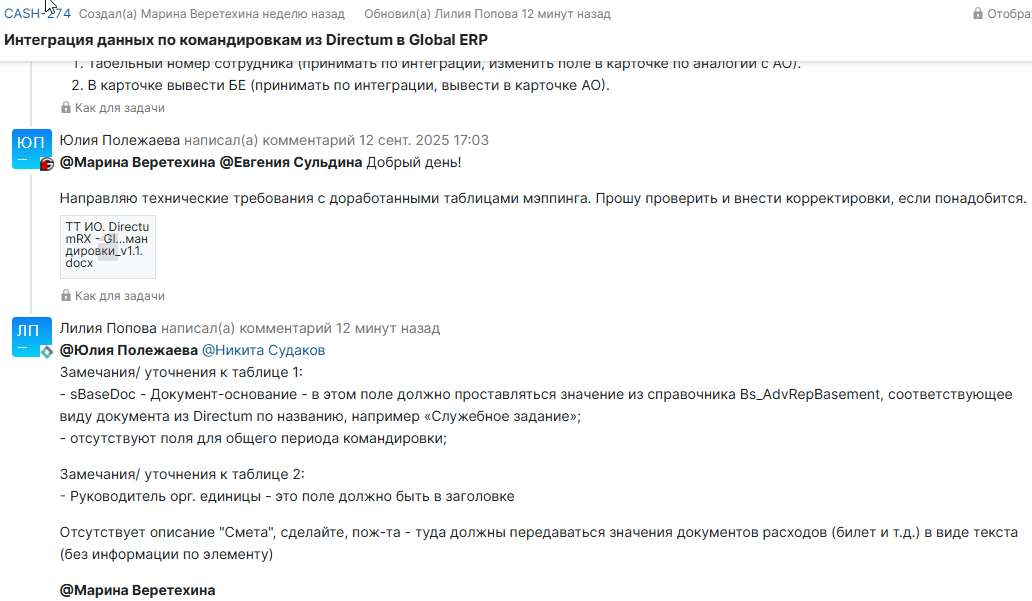 CASH-274 Создал(а) Марина Веретехина неделю назад Обновил(а) Лилия Попова 12 минут назад Отобра
Интеграция данных по командировкам из Directum в Global ERP
1. Табельный номер сотрудника (принимать по интеграции, изменить поле в карточке по аналогии с АО).
2. В карточке вывести БЕ (принимать по интеграции, вывести в карточке АО).
Как для задачи
ЮП
Юлия Полежаева написал(а) комментарий 12 сент. 2025 17:03
@Марина Веретехина @Евгения Сульдина Добрый день!
Направляю технические требования с доработанными таблицами мэппинга. Прошу проверить и внести корректировки, если понадобится.
ТТ ИО. Directu
mRX - Gl...ман
дировки_v1.1.
docx
Как для задачи
ЛП
Лилия Попова написал(а) комментарий 12 минут назад
@Юлия Полежаева @Никита Судаков
Замечания/ уточнения к таблице 1:
- sBaseDoc - Документ-основание - в этом поле должно проставляться значение из справочника Bs_AdvRepBasement, соответствующее
виду документа из Directum по названию, например «Служебное задание»;
- отсутствуют поля для общего периода командировки;
Замечания/ уточнения к таблице 2:
- Руководитель орг. единицы - это поле должно быть в заголовке
Отсутствует описание "Смета", сделайте, пож-та - туда должны передаваться значения документов расходов (билет и т.д.) в виде текста
(без информации по элементу)
@Марина Веретехина